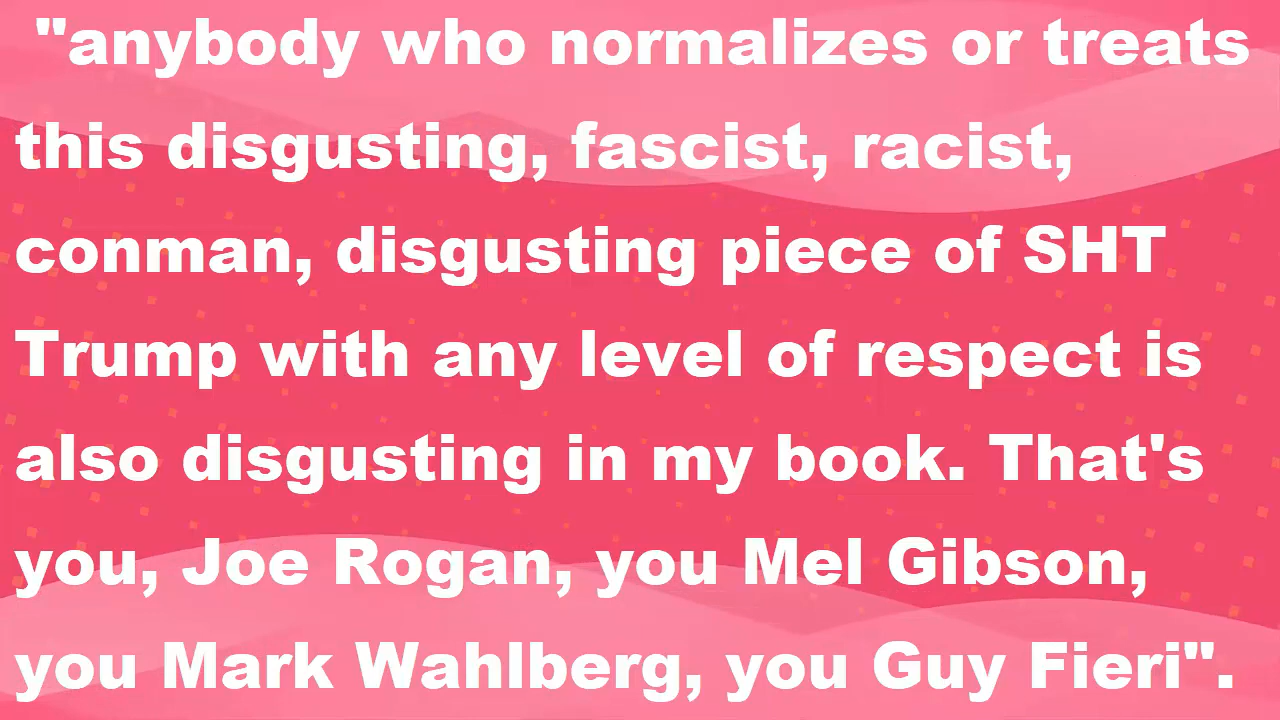 "anybody who normalizes or treats
this disgusting, fascist, racist,
conman, disgusting piece of SHT
Trump with any level of respect is
also disgusting in my book. That's
you, Joe Rogan, you Mel Gibson,
you Mark Wahlberg, you Guy Fieri".